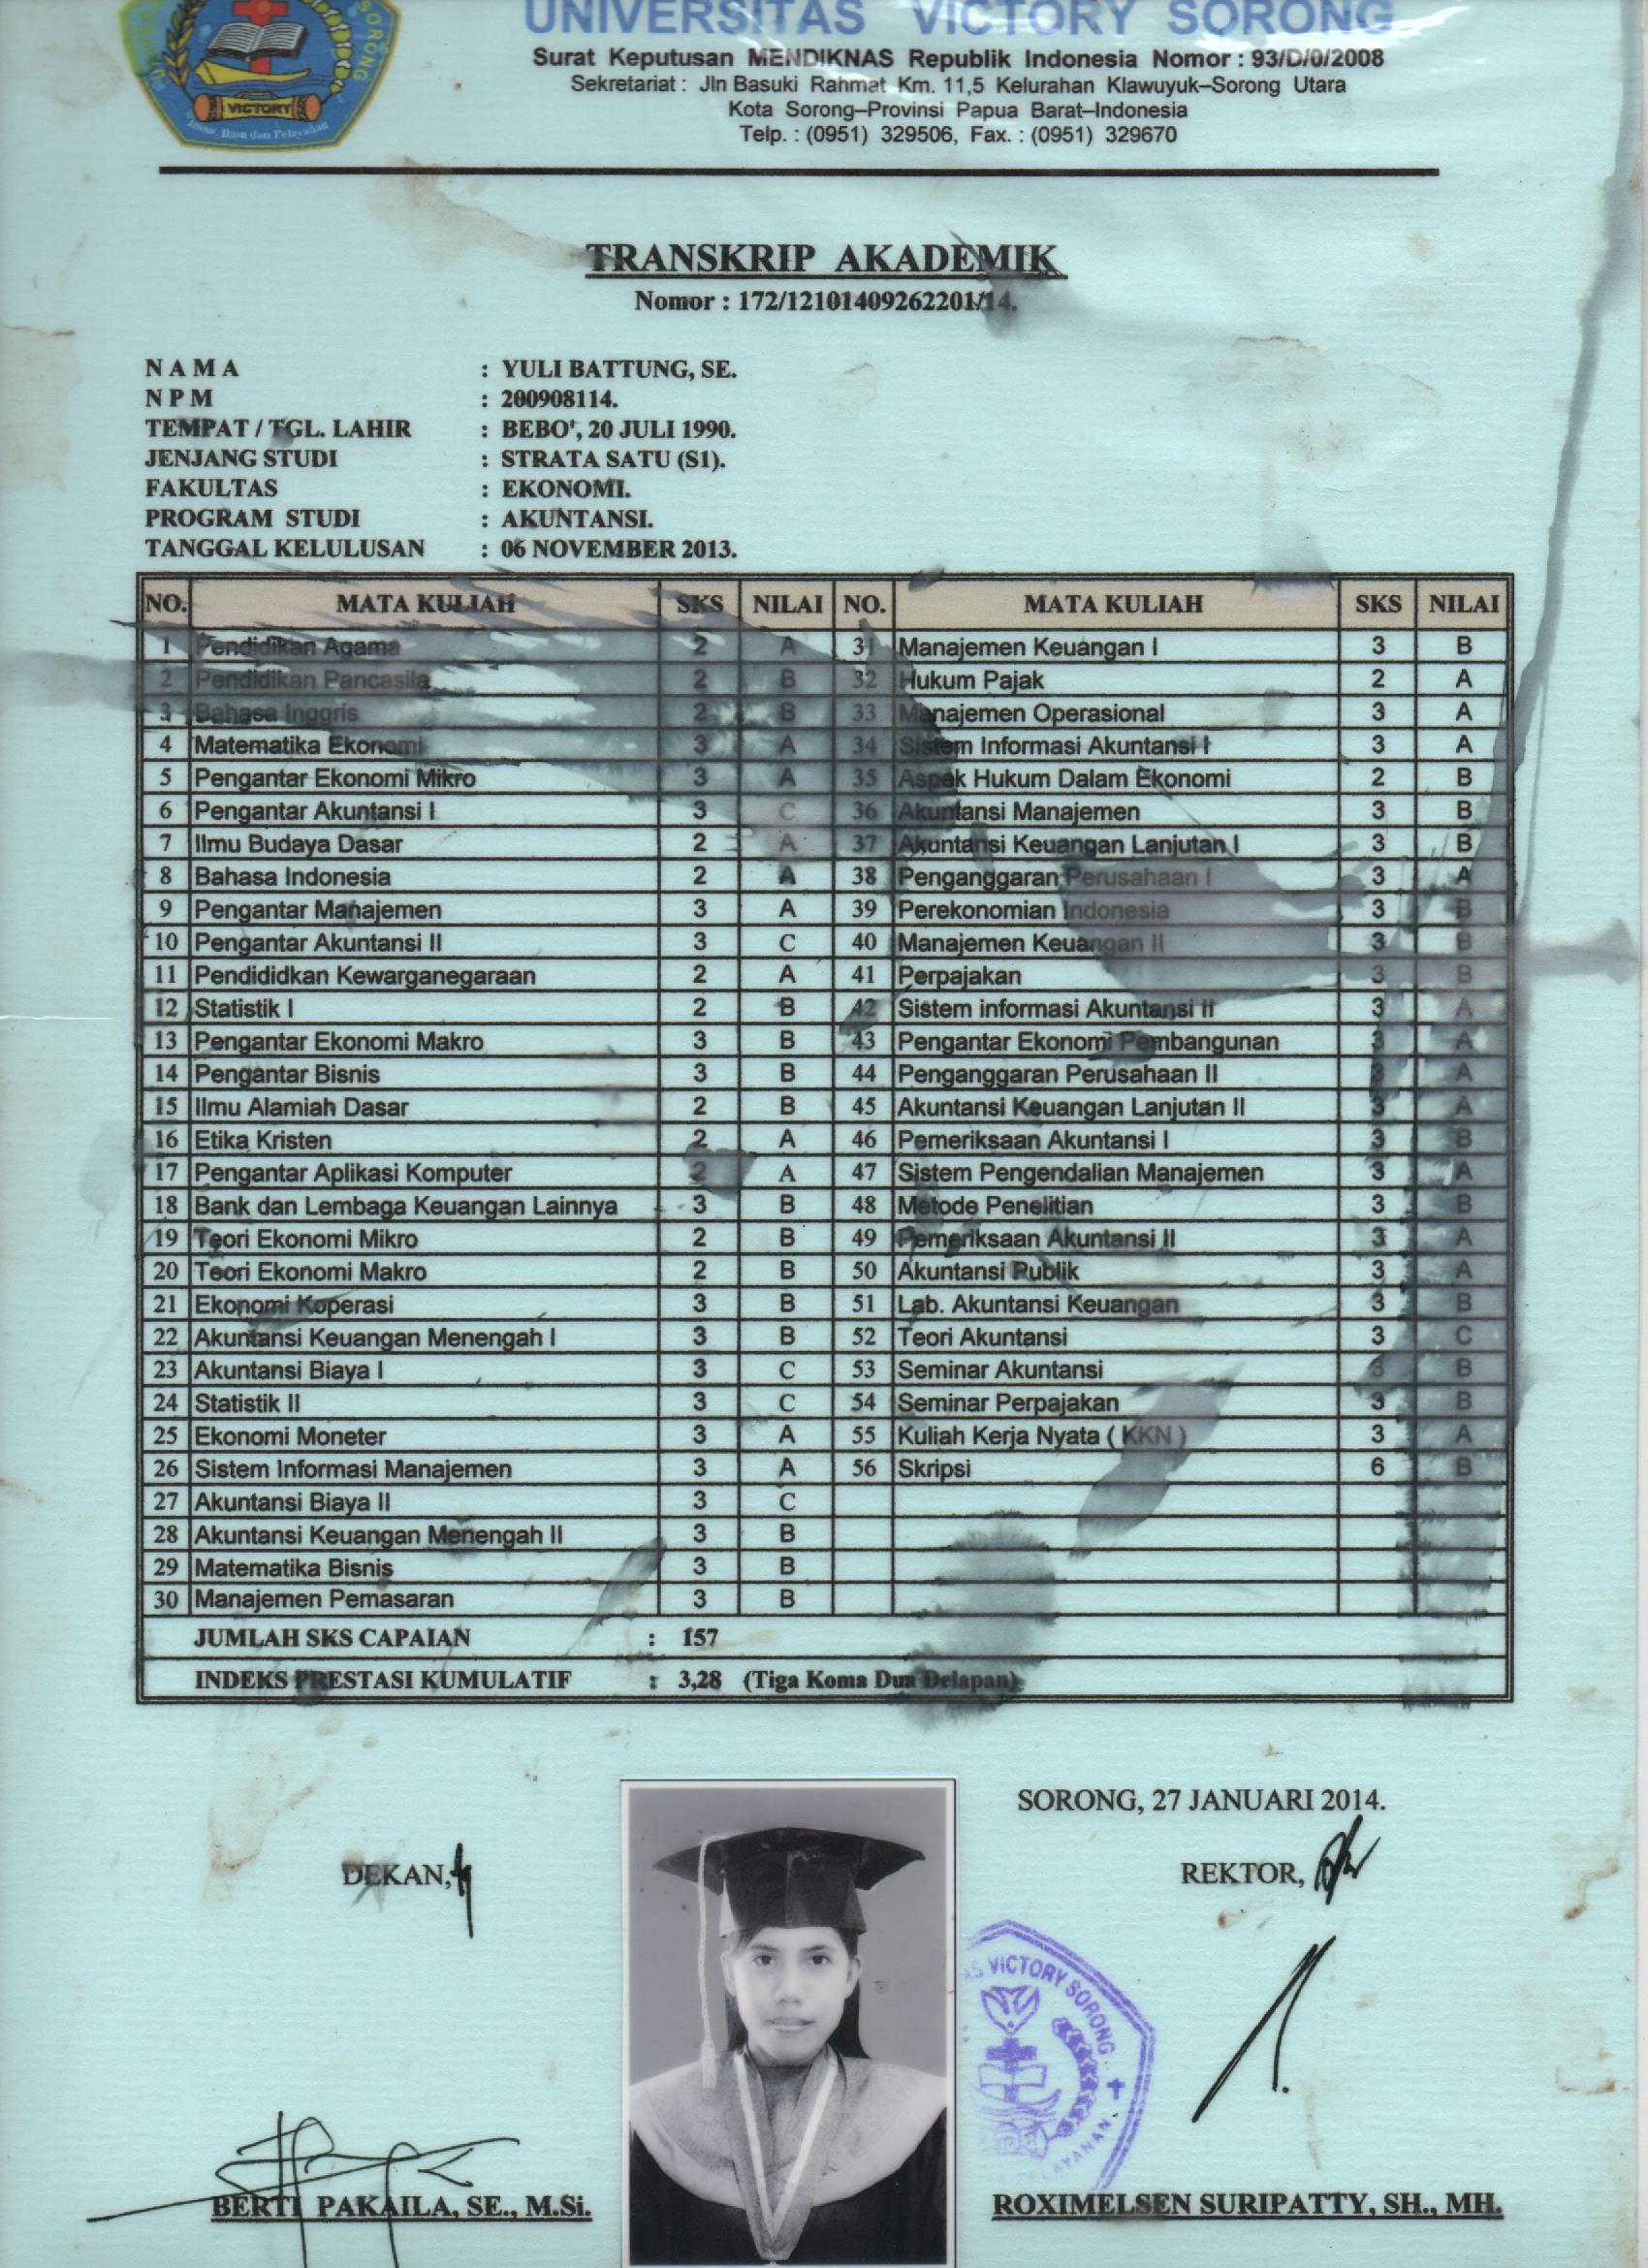 UNIVERSITAS VICTORY SORONG
Surat Keputusan MENDIKNAS Republik Indonesia Nomor : 93/D/0/2008
Sekretariat : Jln Basuki Rahmat Km. 11,5 Kelurahan Klawuyuk–Sorong Utara
Kota Sorong–Provinsi Papua Barat–Indonesia
Telp. : (0951) 329506, Fax. : (0951) 329670
SORONG
VICTORY
Ilmu dan Pelayanan
TRANSKRIP AKADEMIK
Nomor : 172/12101409262201/14.
N A M A : YULI BATTUNG, SE.
N P M : 200908114.
TEMPAT / TGL. LAHIR : BEBO', 20 JULI 1990.
JENJANG STUDI : STRATA SATU (S1).
FAKULTAS : EKONOMI.
PROGRAM STUDI : AKUNTANSI.
TANGGAL KELULUSAN : 06 NOVEMBER 2013.
NO. MATA KULIAH SKS NILAI NO. MATA KULIAH SKS NILAI
1 Pendidikan Agama 2 A 31 Manajemen Keuangan I 3 B
2 Pendidikan Pancasila 2 B 32 Hukum Pajak 2 A
3 Bahasa Inggris 2 B 33 Manajemen Operasional 3 A
4 Matematika Ekonomi 3 A 34 Sistem Informasi Akuntansi I 3 A
5 Pengantar Ekonomi Mikro 3 A 35 Aspek Hukum Dalam Ekonomi 2 B
6 Pengantar Akuntansi I 3 C 36 Akuntansi Manajemen 3 B
7 Ilmu Budaya Dasar 2 A 37 Akuntansi Keuangan Lanjutan I 3 B
8 Bahasa Indonesia 2 A 38 Penganggaran Perusahaan I 3 A
9 Pengantar Manajemen 3 A 39 Perekonomian Indonesia 3 B
10 Pengantar Akuntansi II 3 C 40 Manajemen Keuangan II 3 B
11 Pendididkan Kewarganegaraan 2 A 41 Perpajakan 3 B
12 Statistik I 2 B 42 Sistem informasi Akuntansi II 3 A
13 Pengantar Ekonomi Makro 3 B 43 Pengantar Ekonomi Pembangunan 3 A
14 Pengantar Bisnis 3 B 44 Penganggaran Perusahaan II 3 A
15 Ilmu Alamiah Dasar 2 B 45 Akuntansi Keuangan Lanjutan II 3 A
16 Etika Kristen 2 A 46 Pemeriksaan Akuntansi I 3 B
17 Pengantar Aplikasi Komputer 2 A 47 Sistem Pengendalian Manajemen 3 A
18 Bank dan Lembaga Keuangan Lainnya 3 B 48 Metode Penelitian 3 B
19 Teori Ekonomi Mikro 2 B 49 Pemeriksaan Akuntansi II 3 A
20 Teori Ekonomi Makro 2 B 50 Akuntansi Publik 3 A
21 Ekonomi Koperasi 3 B 51 Lab. Akuntansi Keuangan 3 B
22 Akuntansi Keuangan Menengah I 3 B 52 Teori Akuntansi 3 C
23 Akuntansi Biaya I 3 C 53 Seminar Akuntansi 3 B
24 Statistik II 3 C 54 Seminar Perpajakan 3 B
25 Ekonomi Moneter 3 A 55 Kuliah Kerja Nyata ( KKN ) 3 A
26 Sistem Informasi Manajemen 3 A 56 Skripsi 6 B
27 Akuntansi Biaya II 3 C
28 Akuntansi Keuangan Menengah II 3 B
29 Matematika Bisnis 3 B
30 Manajemen Pemasaran 3 B
JUMLAH SKS CAPAIAN : 157
INDEKS PRESTASI KUMULATIF : 3,28 (Tiga Koma Dua Delapan)
SORONG, 27 JANUARI 2014.
DEKAN, REKTOR,
VICTORY SORONG
PELAYANAN
BERTI PAKAILA, SE., M.Si. ROXIMELSEN SURIPATTY, SH., MH.